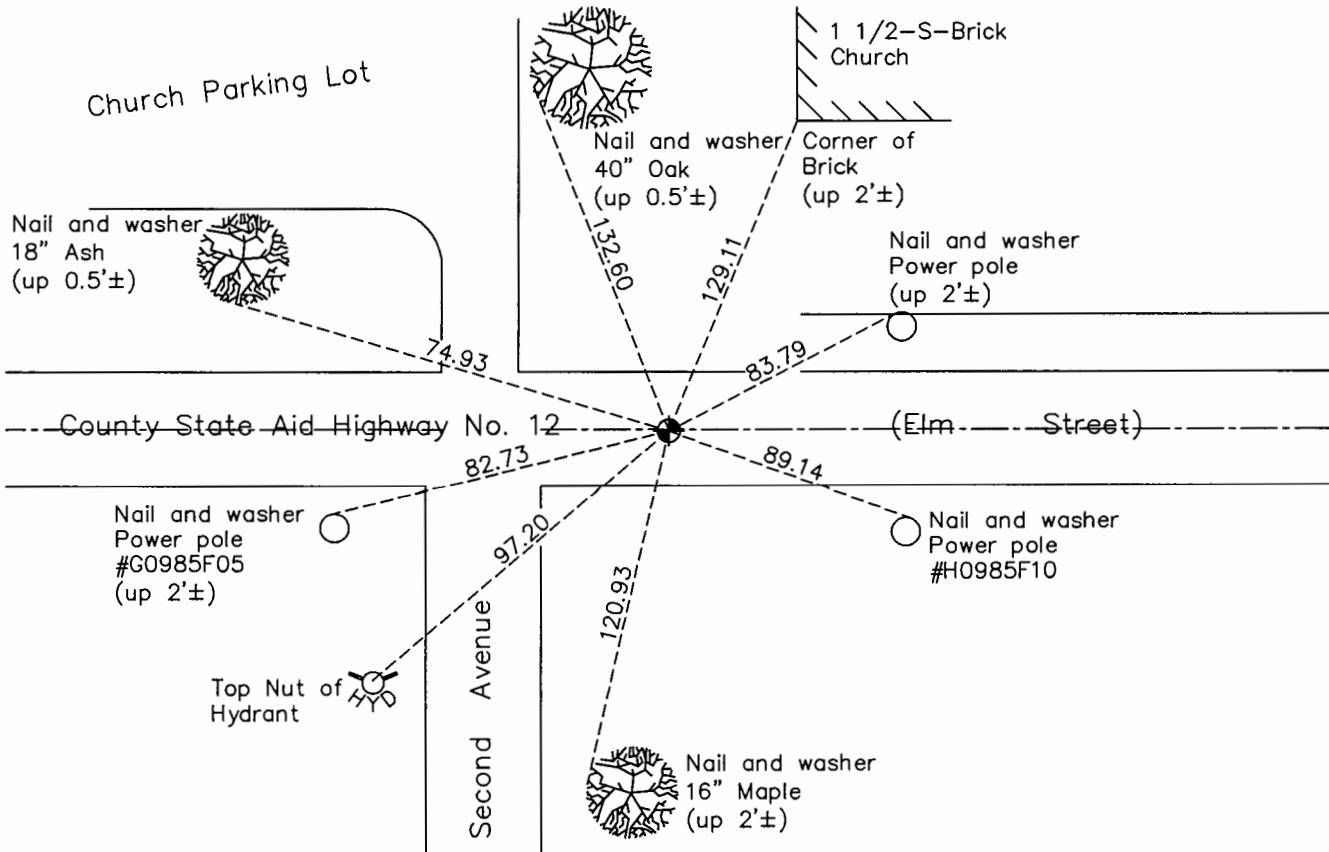 1 1/2-S-Brick
Church
Church Parking Lot
Nail and washer
40" Oak
(up 0.5'±)
Corner of
Brick
(up 2'±)
Nail and washer
18" Ash
(up 0.5'±)
Nail and washer
Power pole
(up 2'±)
132.60
129.11
74.93
83.79
County State Aid Highway No. 12
(Elm Street)
82.73
89.14
Nail and washer
Power pole
#G0985F05
(up 2'±)
Nail and washer
Power pole
#H0985F10
97.20
120.93
Top Nut of
Hydrant
HYD
Second Avenue
Nail and washer
16" Maple
(up 2'±)